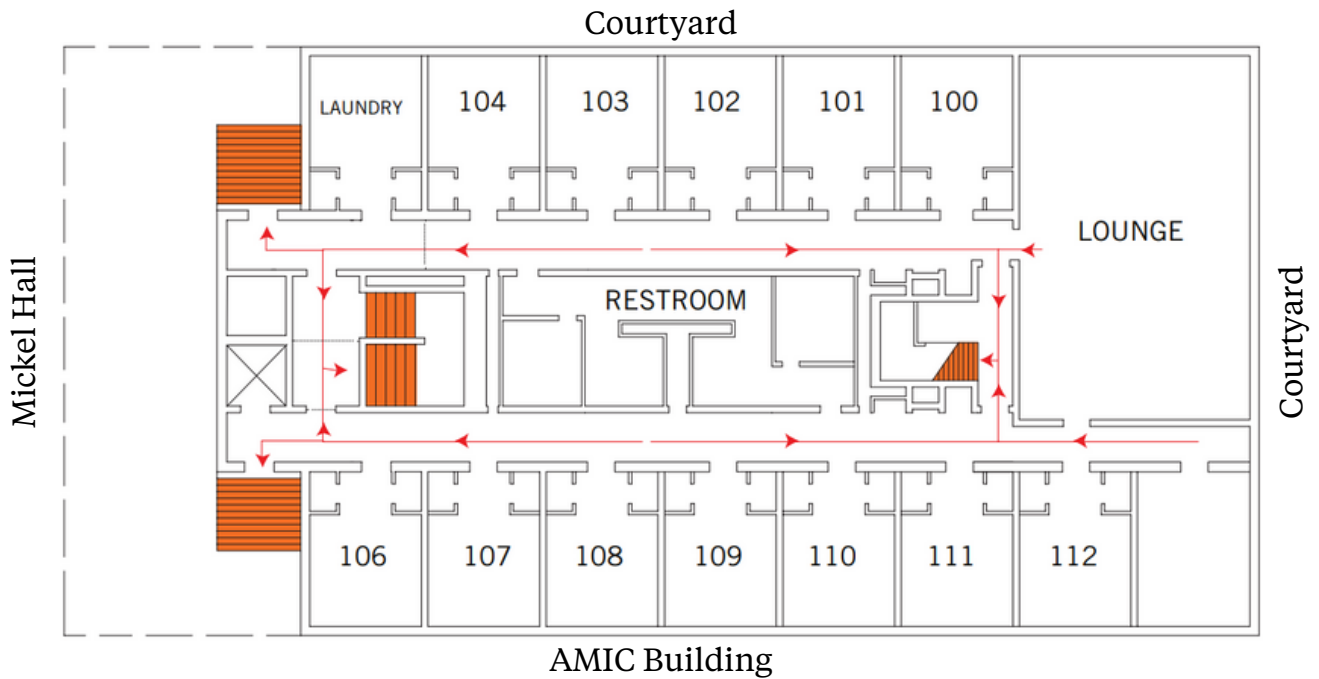 Courtyard
LAUNDRY
104
103
102
101
100
LOUNGE
RESTROOM
Mickel Hall
Courtyard
106
107
108
109
110
111
112
AMIC Building